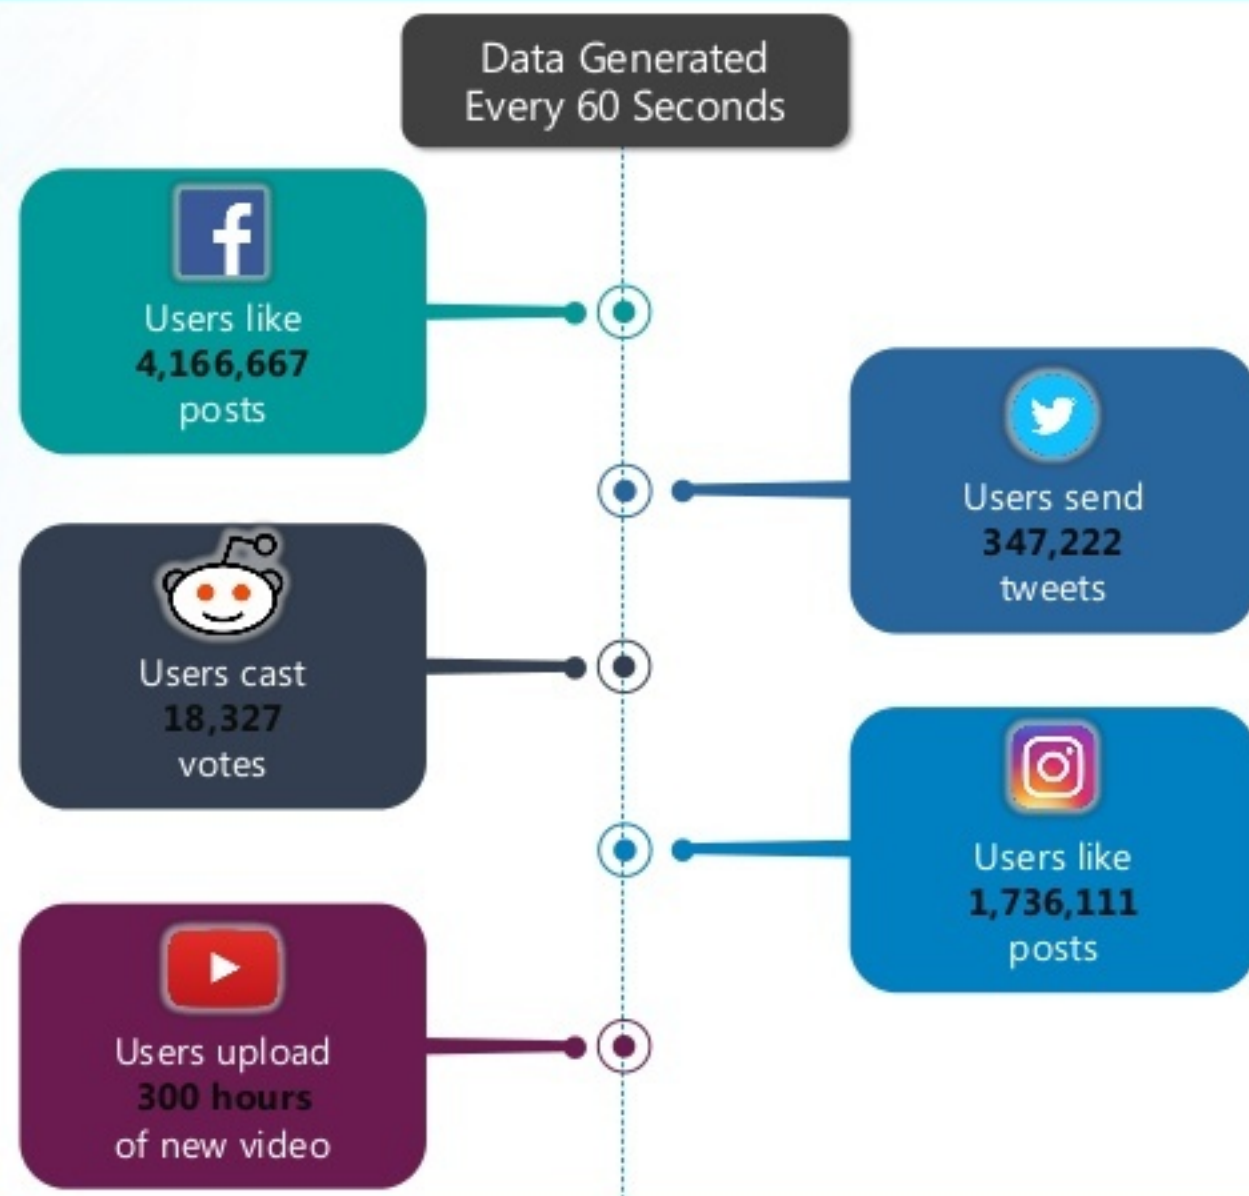 Data Generated
Every 60 Seconds
Users like
4,166,667
posts
Users send
347,222
tweets
Users cast
18,327
votes
Users like
1,736,111
posts
Users upload
300 hours
of new video